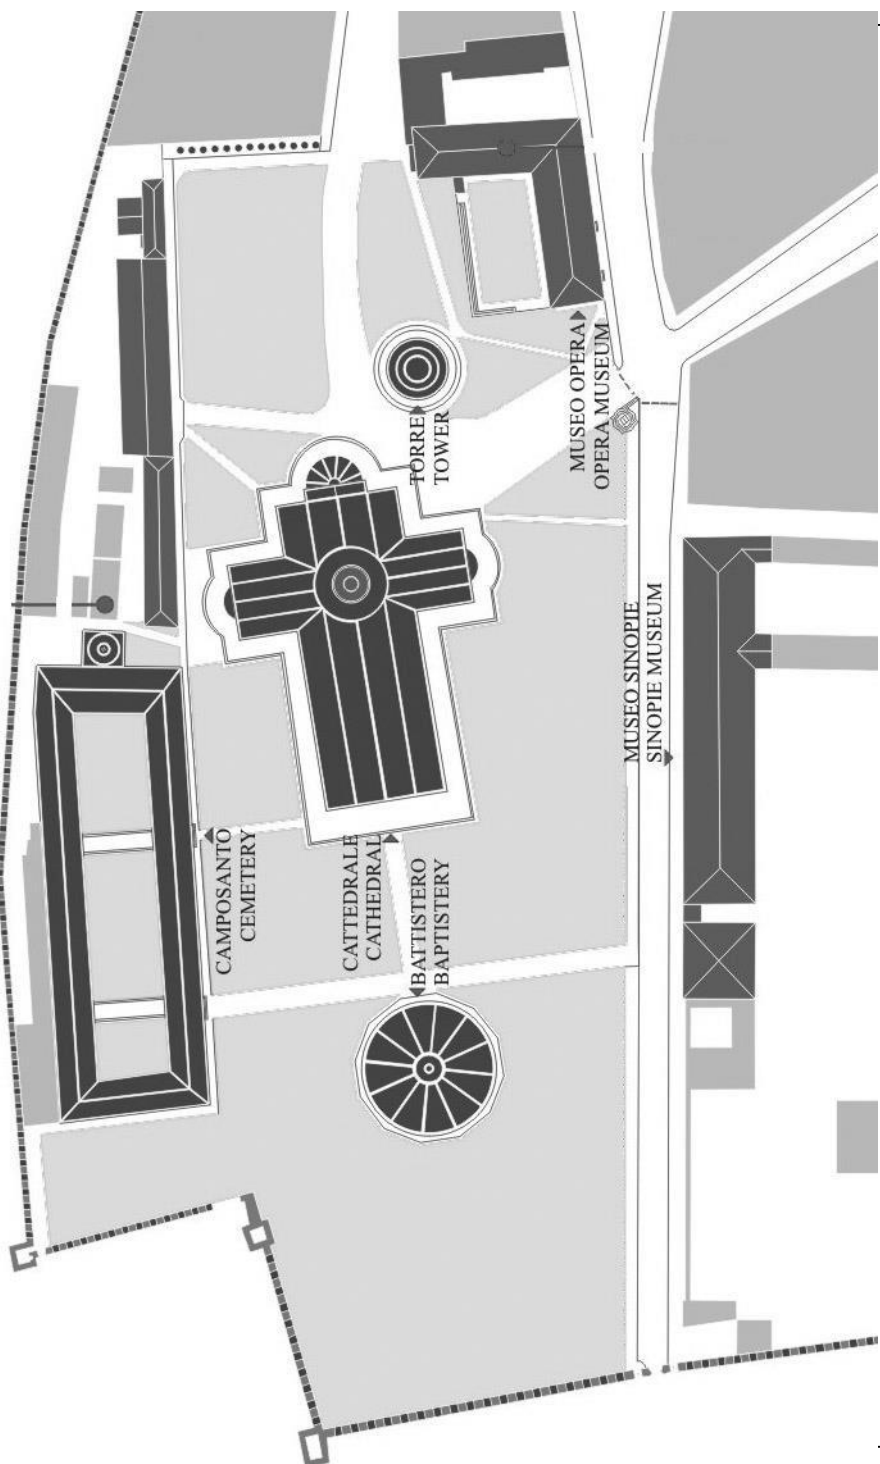 MUSEO OPERA
OPERA MUSEUM
TORRE
TOWER
MUSEO SINOPIE
SINOPIE MUSEUM
CAMPOSANTO
CEMETERY
CATTEDRALE
CATHEDRAL
BATTISTERO
BAPTISTERY